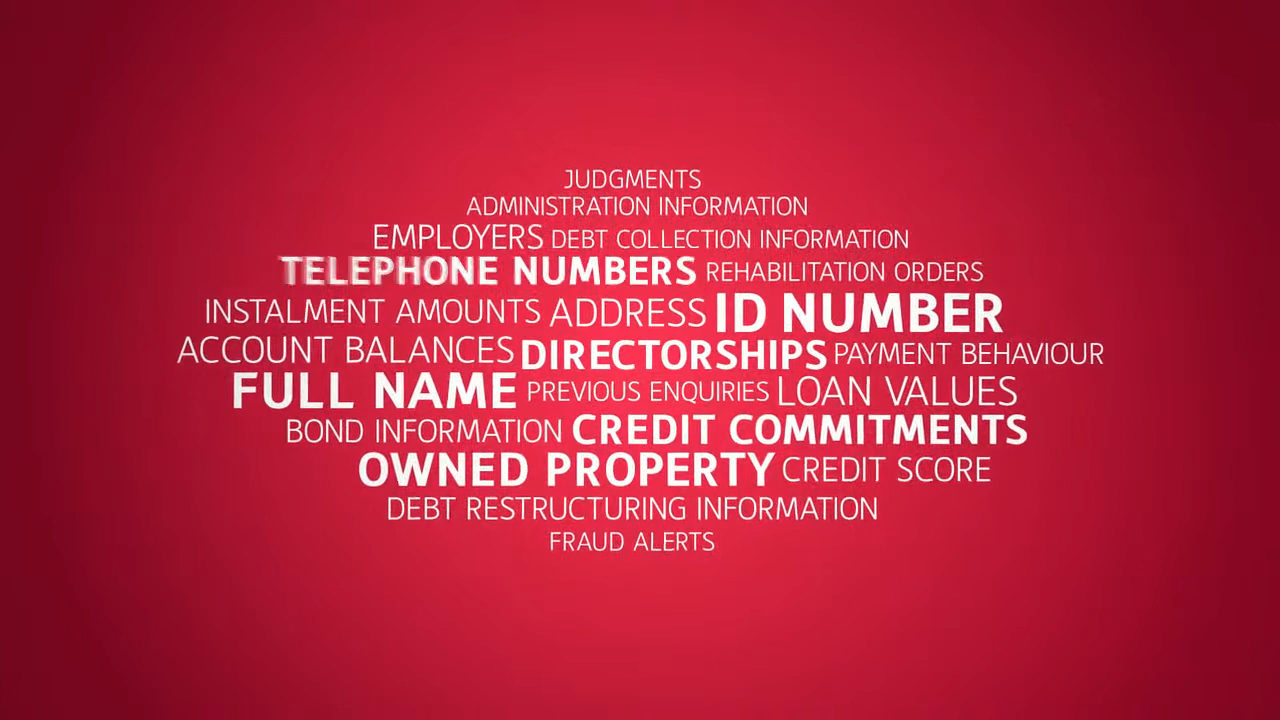 JUDGMENTS
ADMINISTRATION INFORMATION
EMPLOYERS DEBT COLLECTION INFORMATION
TELEPHONE NUMBERS REHABILITATION ORDERS
INSTALMENT AMOUNTS ADDRESS ID NUMBER
ACCOUNT BALANCES DIRECTORSHIPS PAYMENT BEHAVIOUR
FULL NAME PREVIOUS ENQUIRIES LOAN VALUES
BOND INFORMATION CREDIT COMMITMENTS
OWNED PROPERTY CREDIT SCORE
DEBT RESTRUCTURING INFORMATION
FRAUD ALERTS